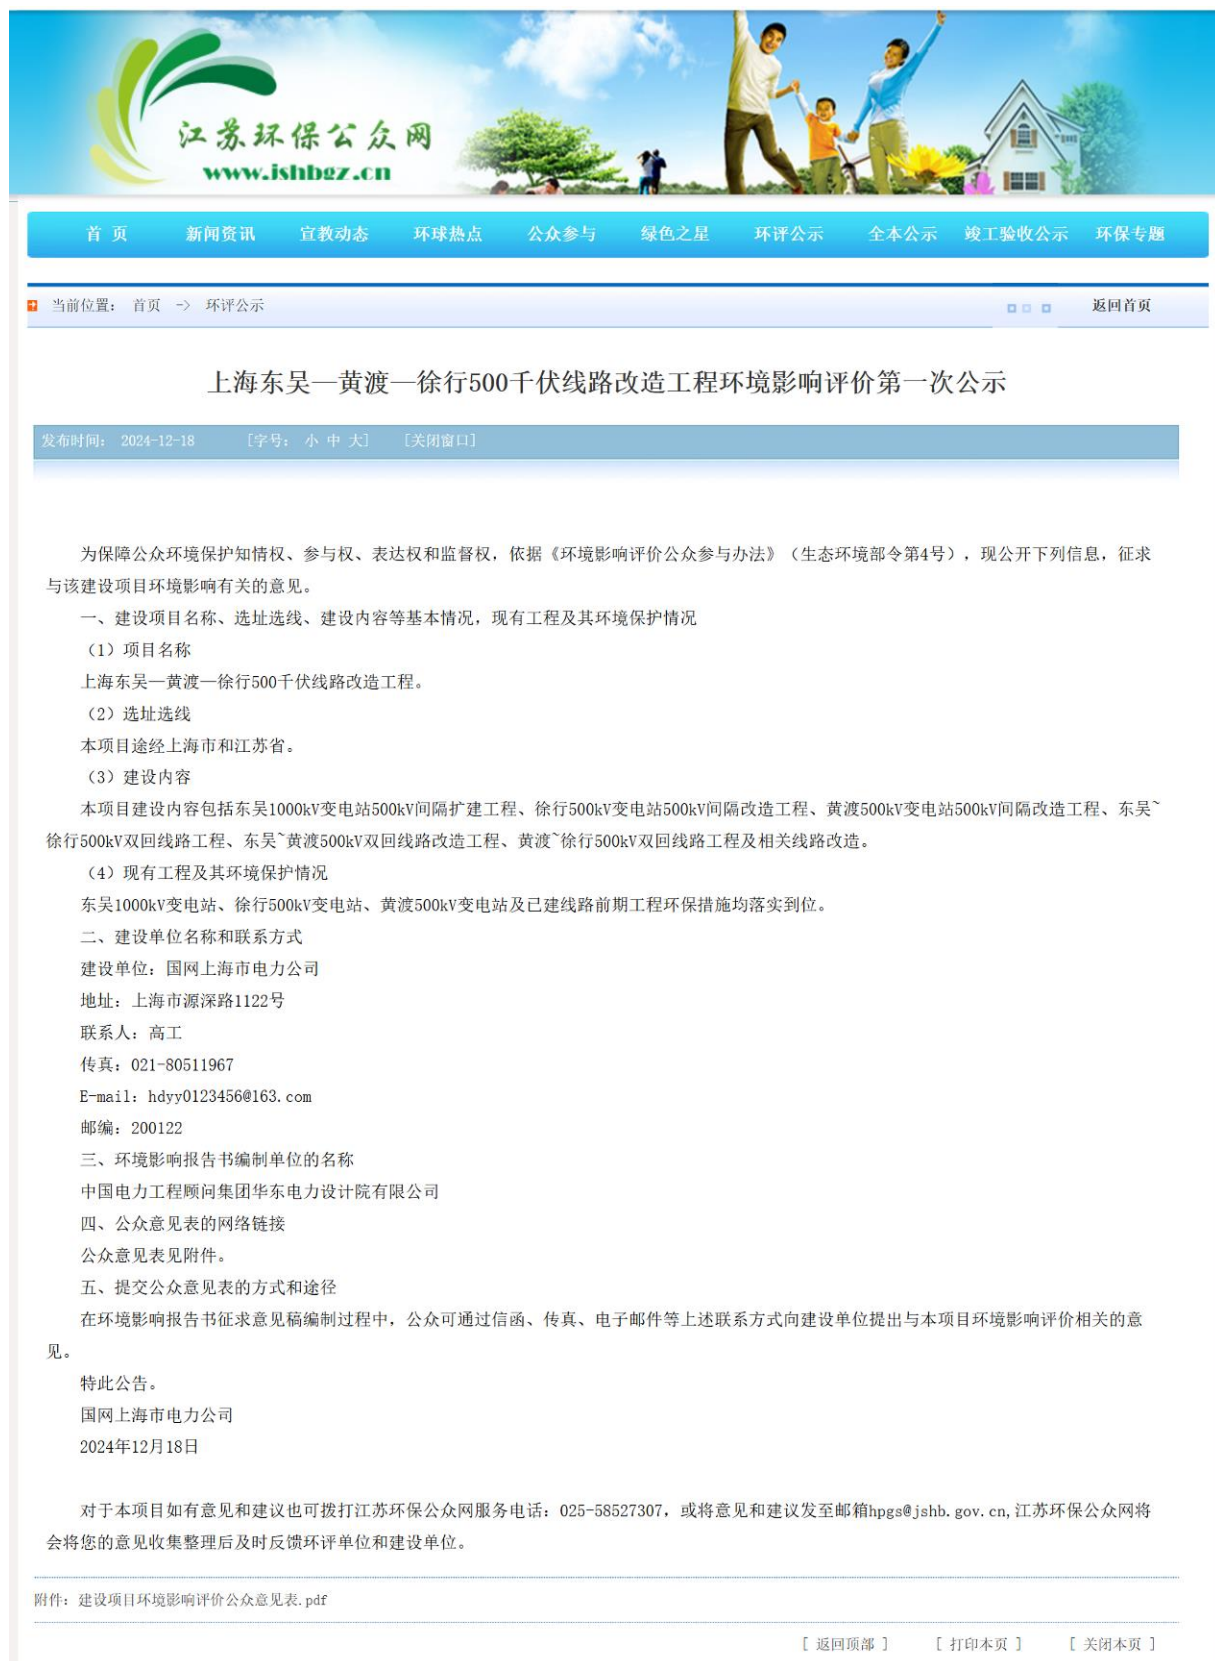 江苏环保公众网
www.jshbgz.cn
首 页 新闻资讯 宣教动态 环球热点 公众参与 绿色之星 环评公示 全本公示 竣工验收公示 环保专题
当前位置： 首页 -> 环评公示 返回首页
上海东吴—黄渡—徐行500千伏线路改造工程环境影响评价第一次公示
发布时间： 2024-12-18 [字号： 小 中 大] [关闭窗口]
为保障公众环境保护知情权、参与权、表达权和监督权，依据《环境影响评价公众参与办法》（生态环境部令第4号），现公开下列信息，征求
与该建设项目环境影响有关的意见。
一、建设项目名称、选址选线、建设内容等基本情况，现有工程及其环境保护情况
（1）项目名称
上海东吴—黄渡—徐行500千伏线路改造工程。
（2）选址选线
本项目途经上海市和江苏省。
（3）建设内容
本项目建设内容包括东吴1000kV变电站500kV间隔扩建工程、徐行500kV变电站500kV间隔改造工程、黄渡500kV变电站500kV间隔改造工程、东吴~
徐行500kV双回线路工程、东吴~黄渡500kV双回线路改造工程、黄渡~徐行500kV双回线路工程及相关线路改造。
（4）现有工程及其环境保护情况
东吴1000kV变电站、徐行500kV变电站、黄渡500kV变电站及已建线路前期工程环保措施均落实到位。
二、建设单位名称和联系方式
建设单位：国网上海市电力公司
地址：上海市源深路1122号
联系人：高工
传真：021-80511967
E-mail：hdyy0123456@163.com
邮编：200122
三、环境影响报告书编制单位的名称
中国电力工程顾问集团华东电力设计院有限公司
四、公众意见表的网络链接
公众意见表见附件。
五、提交公众意见表的方式和途径
在环境影响报告书征求意见稿编制过程中，公众可通过信函、传真、电子邮件等上述联系方式向建设单位提出与本项目环境影响评价相关的意
见。
特此公告。
国网上海市电力公司
2024年12月18日
对于本项目如有意见和建议也可拨打江苏环保公众网服务电话：025-58527307，或将意见和建议发至邮箱hpgs@jshb.gov.cn,江苏环保公众网将
会将您的意见收集整理后及时反馈环评单位和建设单位。
附件：建设项目环境影响评价公众意见表.pdf
[ 返回顶部 ] [ 打印本页 ] [ 关闭本页 ]